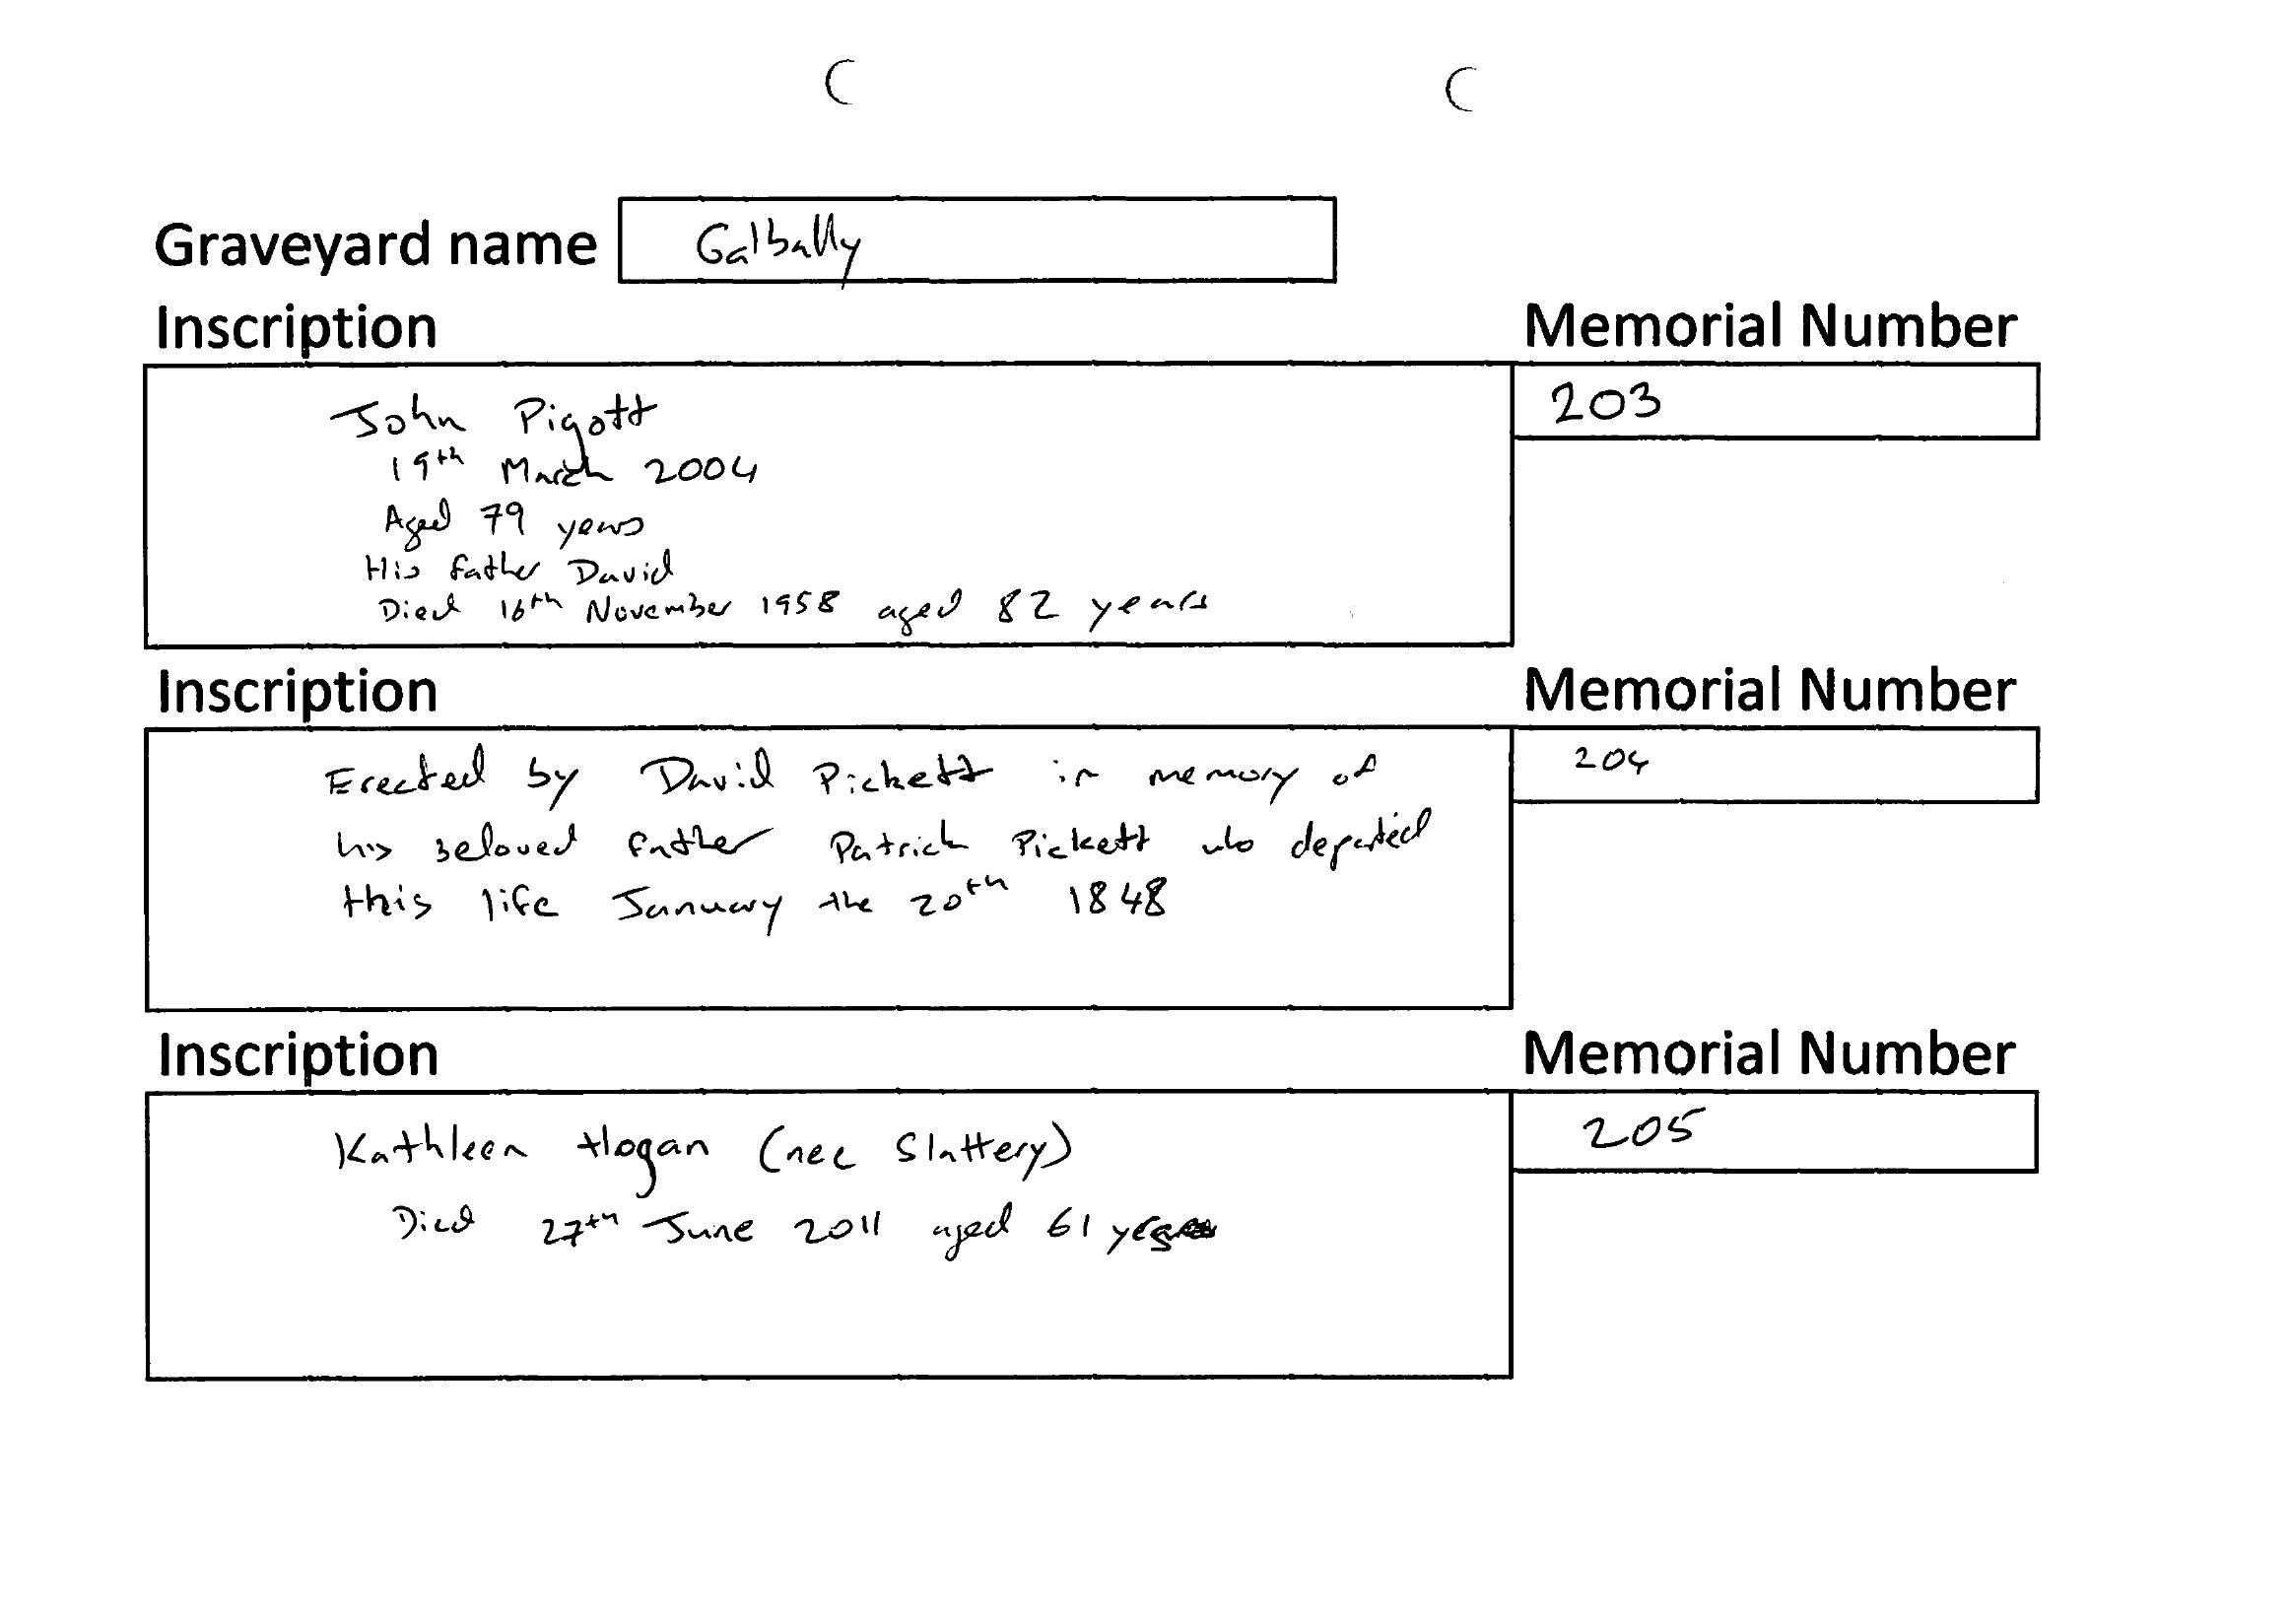 Graveyard name Galbally
Inscription Memorial Number
John Pigott 203
19th March 2004
Aged 79 years
His father David
Died 16th November 1958 aged 82 years
Inscription Memorial Number
Erected by David Pickett in memory of 204
his beloved father Patrick Pickett who departed
this life January the 20th 1848
Inscription Memorial Number
Kathleen Hogan (nee Slattery) 205
Died 27th June 2011 aged 61